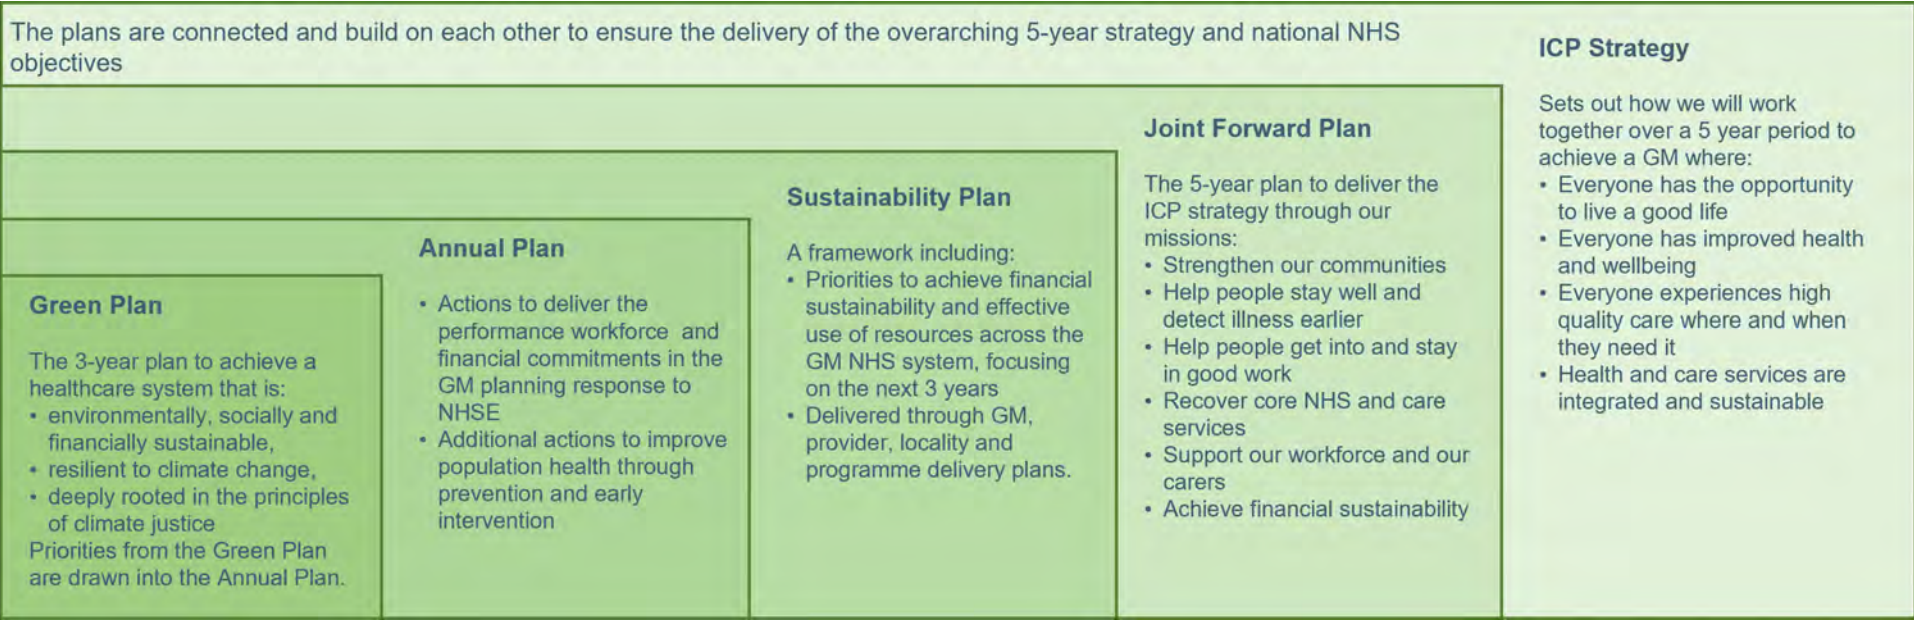 The plans are connected and build on each other to ensure the delivery of the overarching 5-year strategy and national NHS
objectives
Green Plan
The 3-year plan to achieve a
healthcare system that is:
• environmentally, socially and
financially sustainable,
• resilient to climate change,
• deeply rooted in the principles
of climate justice
Priorities from the Green Plan
are drawn into the Annual Plan.
Annual Plan
• Actions to deliver the
performance workforce and
financial commitments in the
GM planning response to
NHSE
• Additional actions to improve
population health through
prevention and early
intervention
Sustainability Plan
A framework including:
• Priorities to achieve financial
sustainability and effective
use of resources across the
GM NHS system, focusing
on the next 3 years
• Delivered through GM,
provider, locality and
programme delivery plans.
Joint Forward Plan
The 5-year plan to deliver the
ICP strategy through our
missions:
• Strengthen our communities
• Help people stay well and
detect illness earlier
• Help people get into and stay
in good work
• Recover core NHS and care
services
• Support our workforce and our
carers
• Achieve financial sustainability
ICP Strategy
Sets out how we will work
together over a 5 year period to
achieve a GM where:
• Everyone has the opportunity
to live a good life
• Everyone has improved health
and wellbeing
• Everyone experiences high
quality care where and when
they need it
• Health and care services are
integrated and sustainable